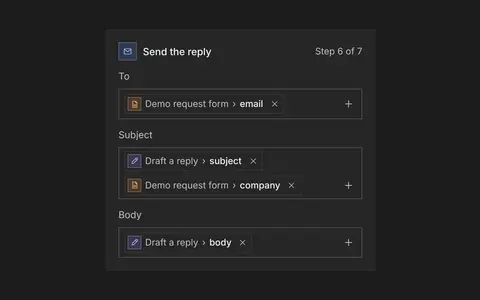 Send the reply
Step 6 of 7
To
Demo request form › email
Subject
Draft a reply › subject
Demo request form › company
Body
Draft a reply › body